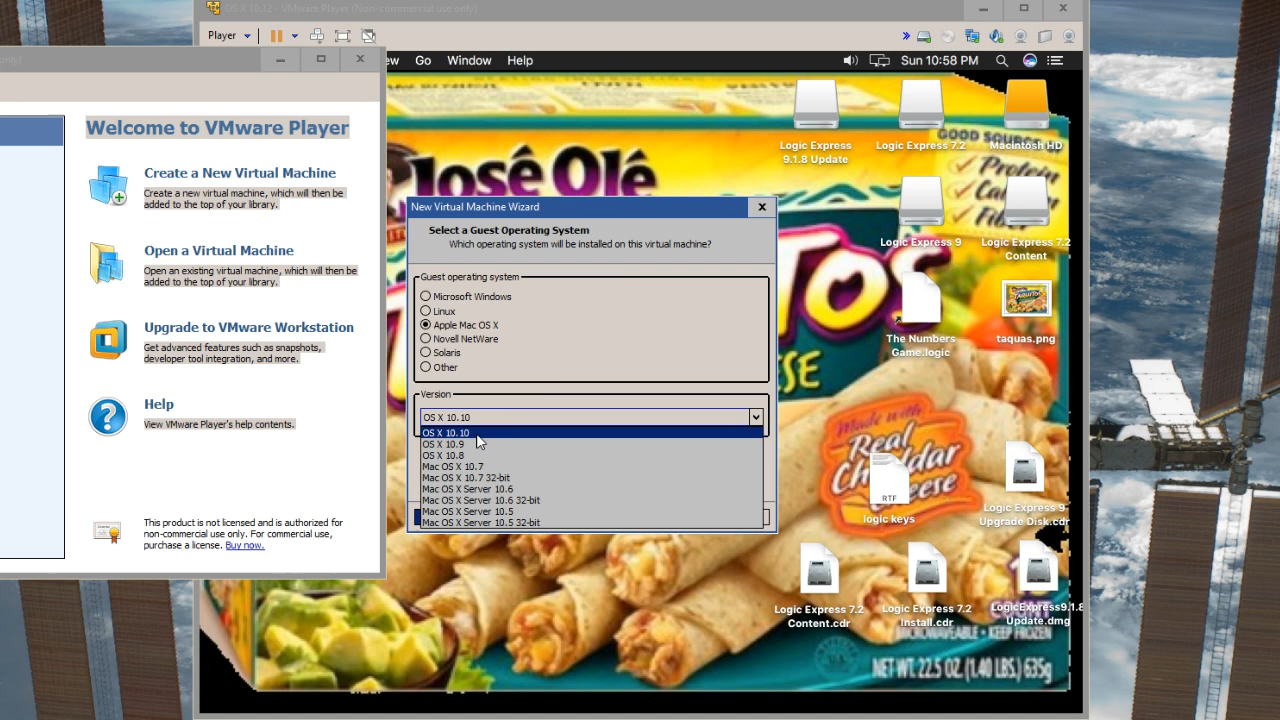 OS X 10.12 - VMware Player (Non-commercial use only)
Player
Go Window Help
Sun 10:58 PM
Welcome to VMware Player
Create a New Virtual Machine
Create a new virtual machine, which will then be
added to the top of your library.
Open a Virtual Machine
Open an existing virtual machine, which will then be
added to the top of your library.
Upgrade to VMware Workstation
Get advanced features such as snapshots,
developer tool integration, and more.
Help
View VMware Player's help contents.
This product is not licensed and is authorized for
non-commercial use only. For commercial use,
purchase a license. Buy now.
New Virtual Machine Wizard
Select a Guest Operating System
Which operating system will be installed on this virtual machine?
Guest operating system
Microsoft Windows
Linux
Apple Mac OS X
Novell NetWare
Solaris
Other
Version
OS X 10.10
OS X 10.10
OS X 10.9
OS X 10.8
Mac OS X 10.7
Mac OS X 10.7 32-bit
Mac OS X Server 10.6
Mac OS X Server 10.6 32-bit
Mac OS X Server 10.5
Mac OS X Server 10.5 32-bit
José Olé
GOOD SOURCE
Protein
Made with
Real
Cheddar
Cheese
MICROWAVEABLE • KEEP FROZEN
NET WT. 22.5 OZ. (1.40 LBS.) 635g
Logic Express
9.1.8 Update
Logic Express 7.2
Macintosh HD
Logic Express 9
Logic Express 7.2
Content
The Numbers
Game.logic
taquas.png
RTF
logic keys
Logic Express 9
Upgrade Disk.cdr
Logic Express 7.2
Content.cdr
Logic Express 7.2
Install.cdr
LogicExpress9.1.8
Update.dmg